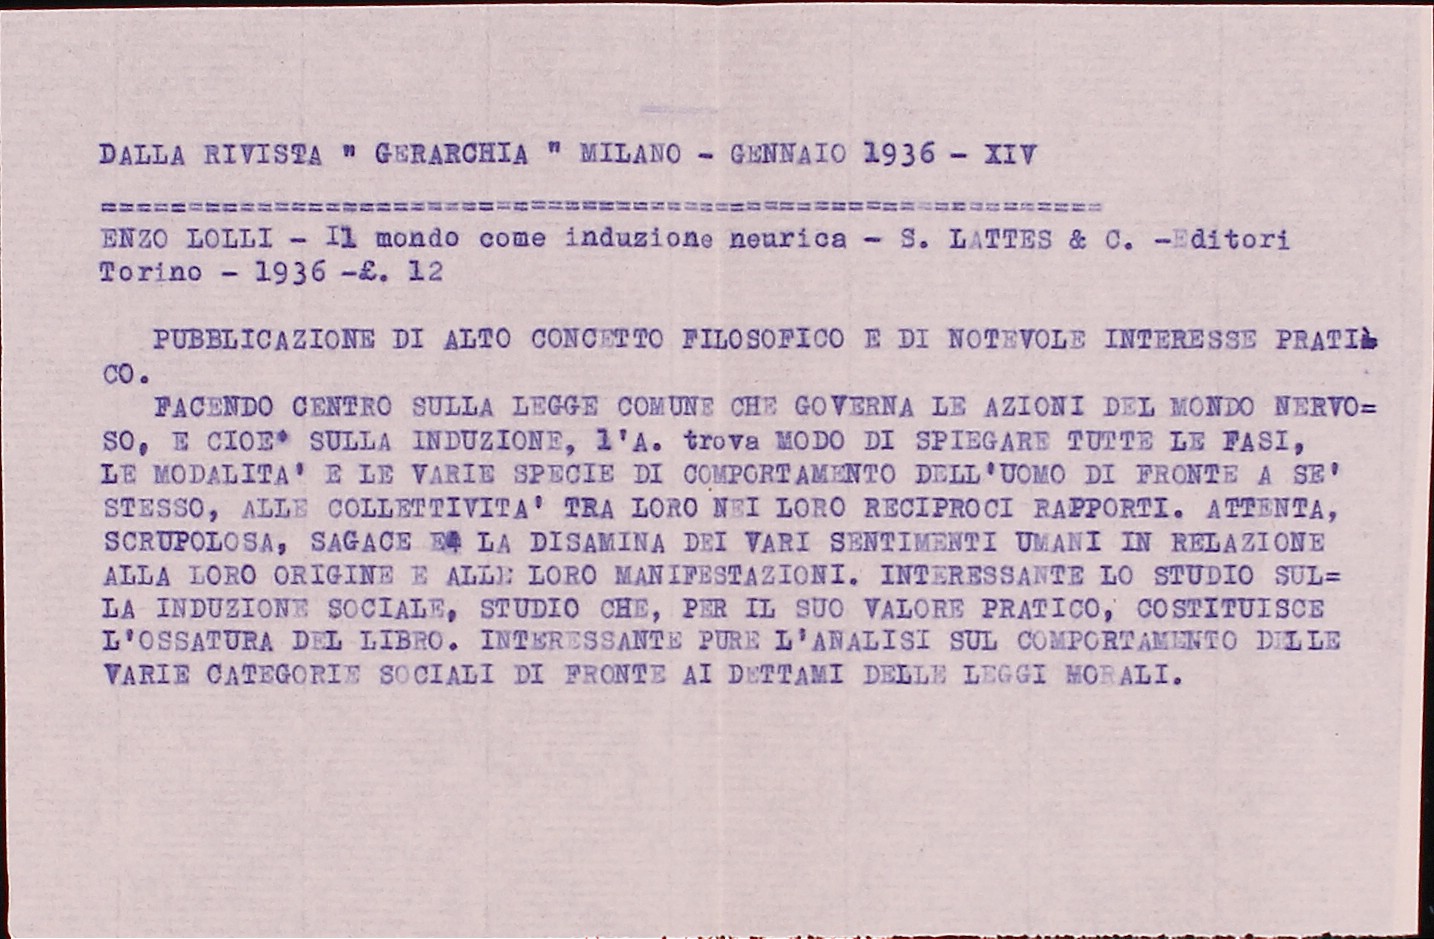 DALLA RIVISTA " GERARCHIA " MILANO - GENNAIO 1936 - XIV
==========================================================
ENZO LOLLI - Il mondo come induzione neurica - S. LATTES & C. -Editori
Torino - 1936 -£. 12
PUBBLICAZIONE DI ALTO CONCETTO FILOSOFICO E DI NOTEVOLE INTERESSE PRATI=
CO.
FACENDO CENTRO SULLA LEGGE COMUNE CHE GOVERNA LE AZIONI DEL MONDO NERVO=
SO, E CIOE' SULLA INDUZIONE, l'A. trova MODO DI SPIEGARE TUTTE LE FASI,
LE MODALITA' E LE VARIE SPECIE DI COMPORTAMENTO DELL'UOMO DI FRONTE A SE'
STESSO, ALLE COLLETTIVITA' TRA LORO NEI LORO RECIPROCI RAPPORTI. ATTENTA,
SCRUPOLOSA, SAGACE E' LA DISAMINA DEI VARI SENTIMENTI UMANI IN RELAZIONE
ALLA LORO ORIGINE E ALLE LORO MANIFESTAZIONI. INTERESSANTE LO STUDIO SUL=
LA INDUZIONE SOCIALE, STUDIO CHE, PER IL SUO VALORE PRATICO, COSTITUISCE
L'OSSATURA DEL LIBRO. INTERESSANTE PURE L'ANALISI SUL COMPORTAMENTO DELLE
VARIE CATEGORIE SOCIALI DI FRONTE AI DETTAMI DELLE LEGGI MORALI.